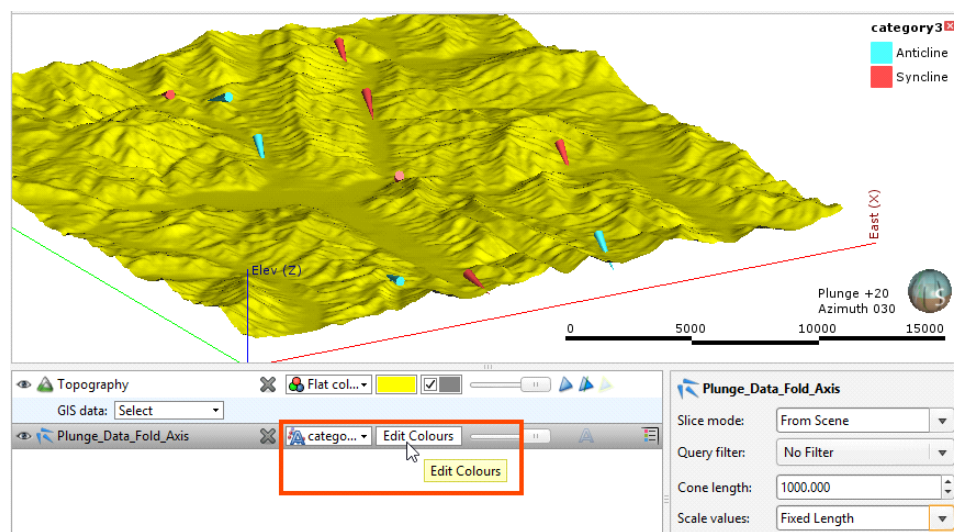 category3
Anticline
Syncline
East (X)
Elev (Z)
Plunge +20
Azimuth 030
0 5000 10000 15000
Topography Flat col...
GIS data: Select
Plunge_Data_Fold_Axis catego... Edit Colours
Edit Colours
Plunge_Data_Fold_Axis
Slice mode: From Scene
Query filter: No Filter
Cone length: 1000.000
Scale values: Fixed Length